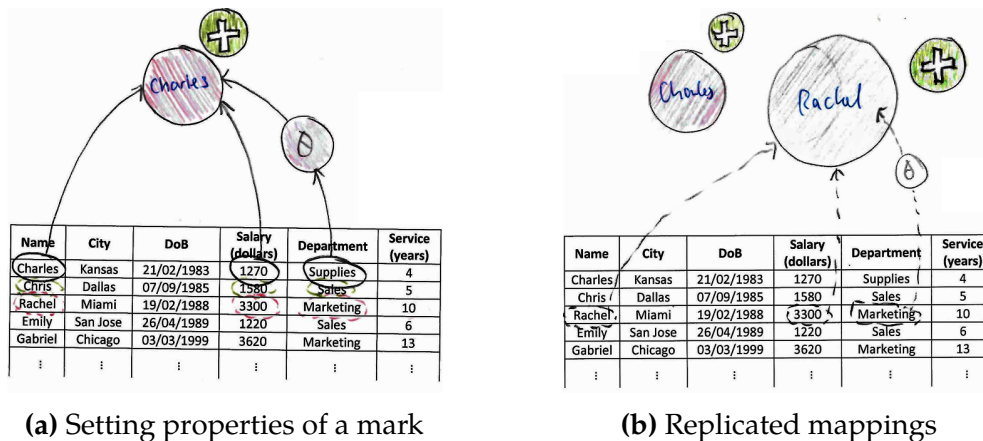 Charles
θ
Name City DoB Salary (dollars) Department Service (years)
Charles Kansas 21/02/1983 1270 Supplies 4
Chris Dallas 07/09/1985 1580 Sales 5
Rachel Miami 19/02/1988 3300 Marketing 10
Emily San Jose 26/04/1989 1220 Sales 6
Gabriel Chicago 03/03/1999 3620 Marketing 13
⋮ ⋮ ⋮ ⋮ ⋮ ⋮
(a) Setting properties of a mark
Charles
Rachel
θ
Name City DoB Salary (dollars) Department Service (years)
Charles Kansas 21/02/1983 1270 Supplies 4
Chris Dallas 07/09/1985 1580 Sales 5
Rachel Miami 19/02/1988 3300 Marketing 10
Emily San Jose 26/04/1989 1220 Sales 6
Gabriel Chicago 03/03/1999 3620 Marketing 13
⋮ ⋮ ⋮ ⋮ ⋮ ⋮
(b) Replicated mappings